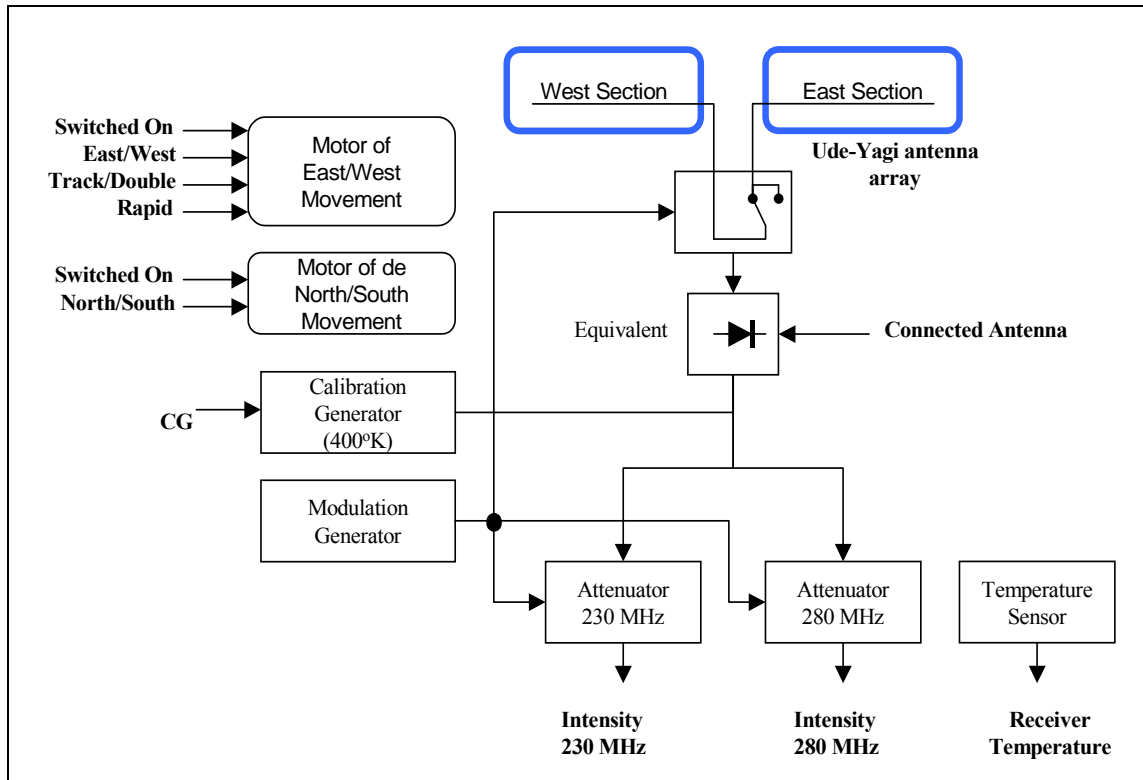 West Section
East Section
Ude-Yagi antenna
array
Switched On
East/West
Track/Double
Rapid
Motor of
East/West
Movement
Switched On
North/South
Motor of de
North/South
Movement
Equivalent
Connected Antenna
CG
Calibration
Generator
(400ºK)
Modulation
Generator
Attenuator
230 MHz
Attenuator
280 MHz
Temperature
Sensor
Intensity
230 MHz
Intensity
280 MHz
Receiver
Temperature